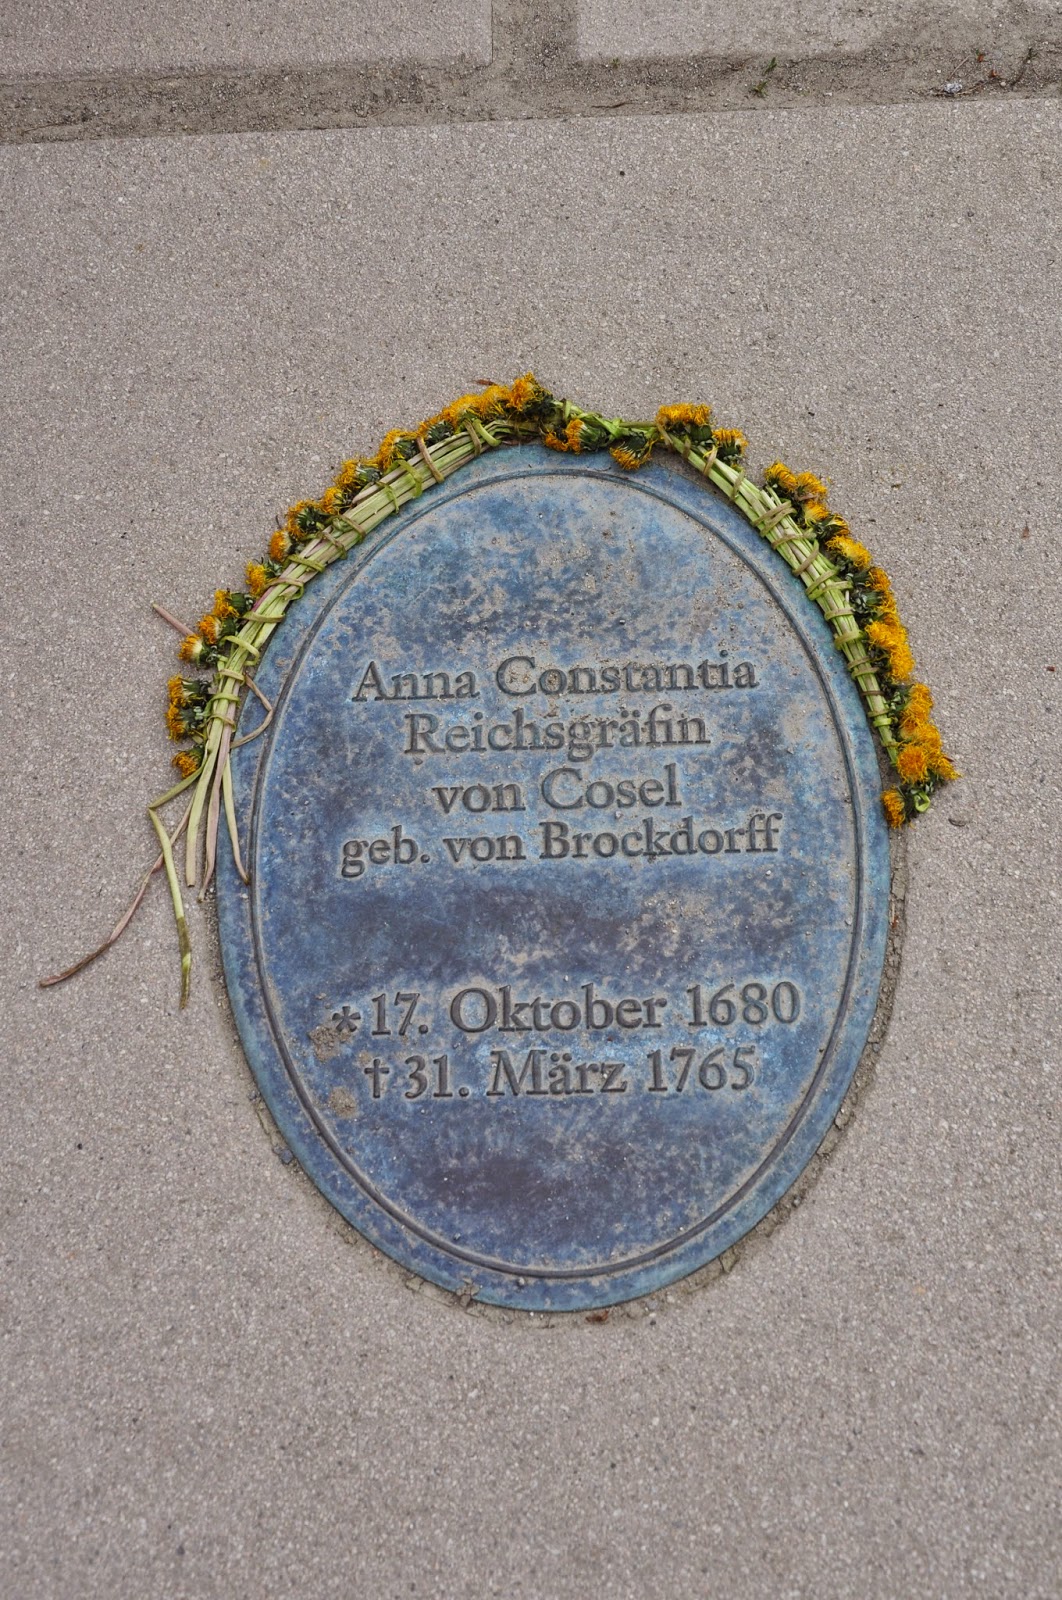 Anna Constantia
Reichsgräfin
von Cosel
geb. von Brockdorff
* 17. Oktober 1680
† 31. März 1765